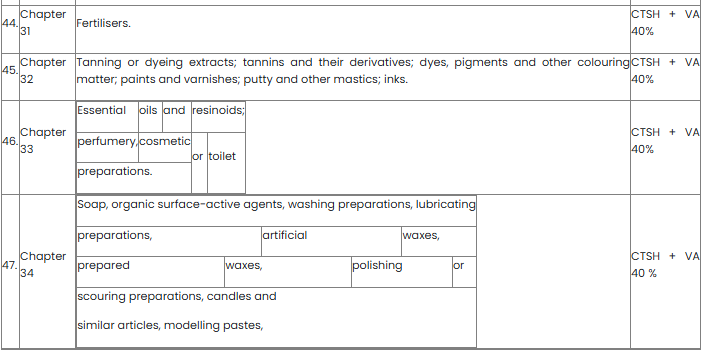 44. Chapter 31 Fertilisers. CTSH + VA 40%
45. Chapter 32 Tanning or dyeing extracts; tannins and their derivatives; dyes, pigments and other colouring CTSH + VA 40%
matter; paints and varnishes; putty and other mastics; inks.
46. Chapter 33 Essential oils and resinoids; CTSH + VA 40%
perfumery, cosmetic or toilet
preparations.
47. Chapter 34 Soap, organic surface-active agents, washing preparations, lubricating CTSH + VA 40 %
preparations, artificial waxes,
prepared waxes, polishing or
scouring preparations, candles and
similar articles, modelling pastes,